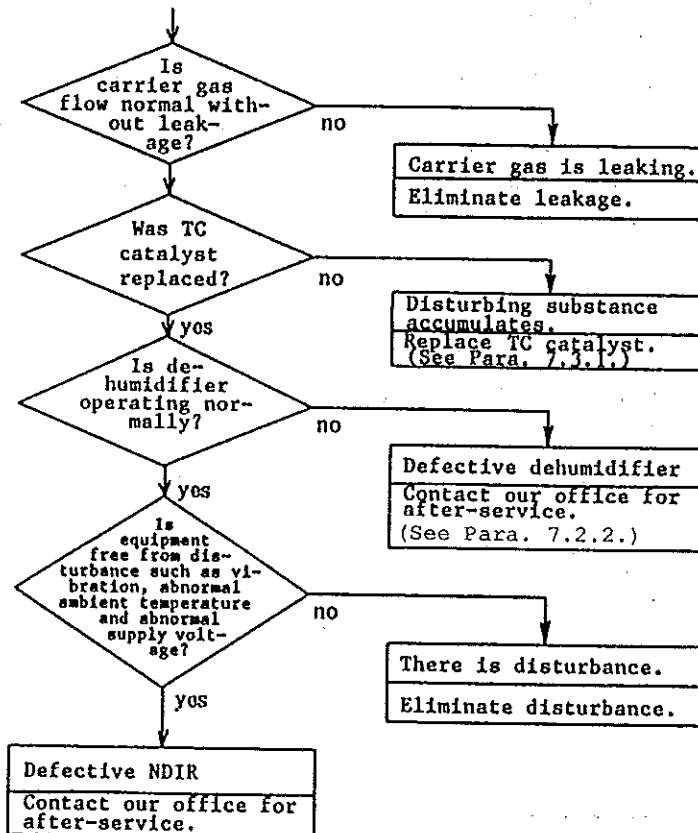 Is
carrier gas
flow normal with-
out leak-
age?
no
Carrier gas is leaking.
Eliminate leakage.
Was TC
catalyst
replaced?
no
Disturbing substance
accumulates.
Replace TC catalyst.
(See Para. 7.3.1.)
yes
Is de-
humidifier
operating nor-
mally?
no
Defective dehumidifier
Contact our office for
after-service.
(See Para. 7.2.2.)
yes
Is
equipment
free from dis-
turbance such as vi-
bration, abnormal
ambient temperature
and abnormal
supply volt-
age?
no
There is disturbance.
Eliminate disturbance.
yes
Defective NDIR
Contact our office for
after-service.